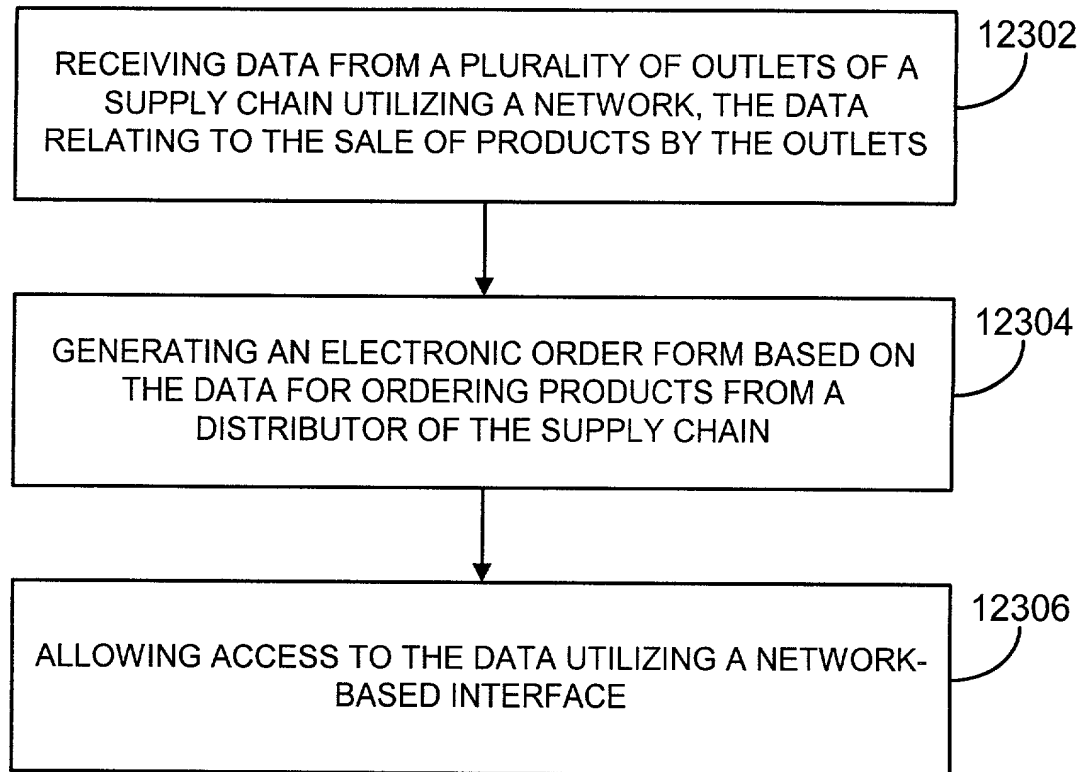 12302
RECEIVING DATA FROM A PLURALITY OF OUTLETS OF A
SUPPLY CHAIN UTILIZING A NETWORK, THE DATA
RELATING TO THE SALE OF PRODUCTS BY THE OUTLETS
12304
GENERATING AN ELECTRONIC ORDER FORM BASED ON
THE DATA FOR ORDERING PRODUCTS FROM A
DISTRIBUTOR OF THE SUPPLY CHAIN
12306
ALLOWING ACCESS TO THE DATA UTILIZING A NETWORK-
BASED INTERFACE